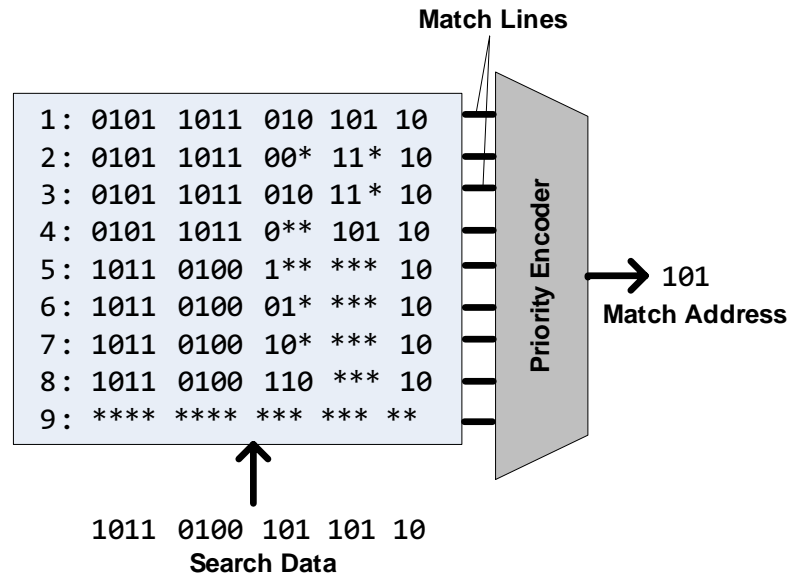 Match Lines
1: 0101 1011 010 101 10
2: 0101 1011 00* 11* 10
3: 0101 1011 010 11* 10
4: 0101 1011 0** 101 10
5: 1011 0100 1** *** 10
6: 1011 0100 01* *** 10
7: 1011 0100 10* *** 10
8: 1011 0100 110 *** 10
9: **** **** *** *** **
Priority Encoder
101
Match Address
1011 0100 101 101 10
Search Data